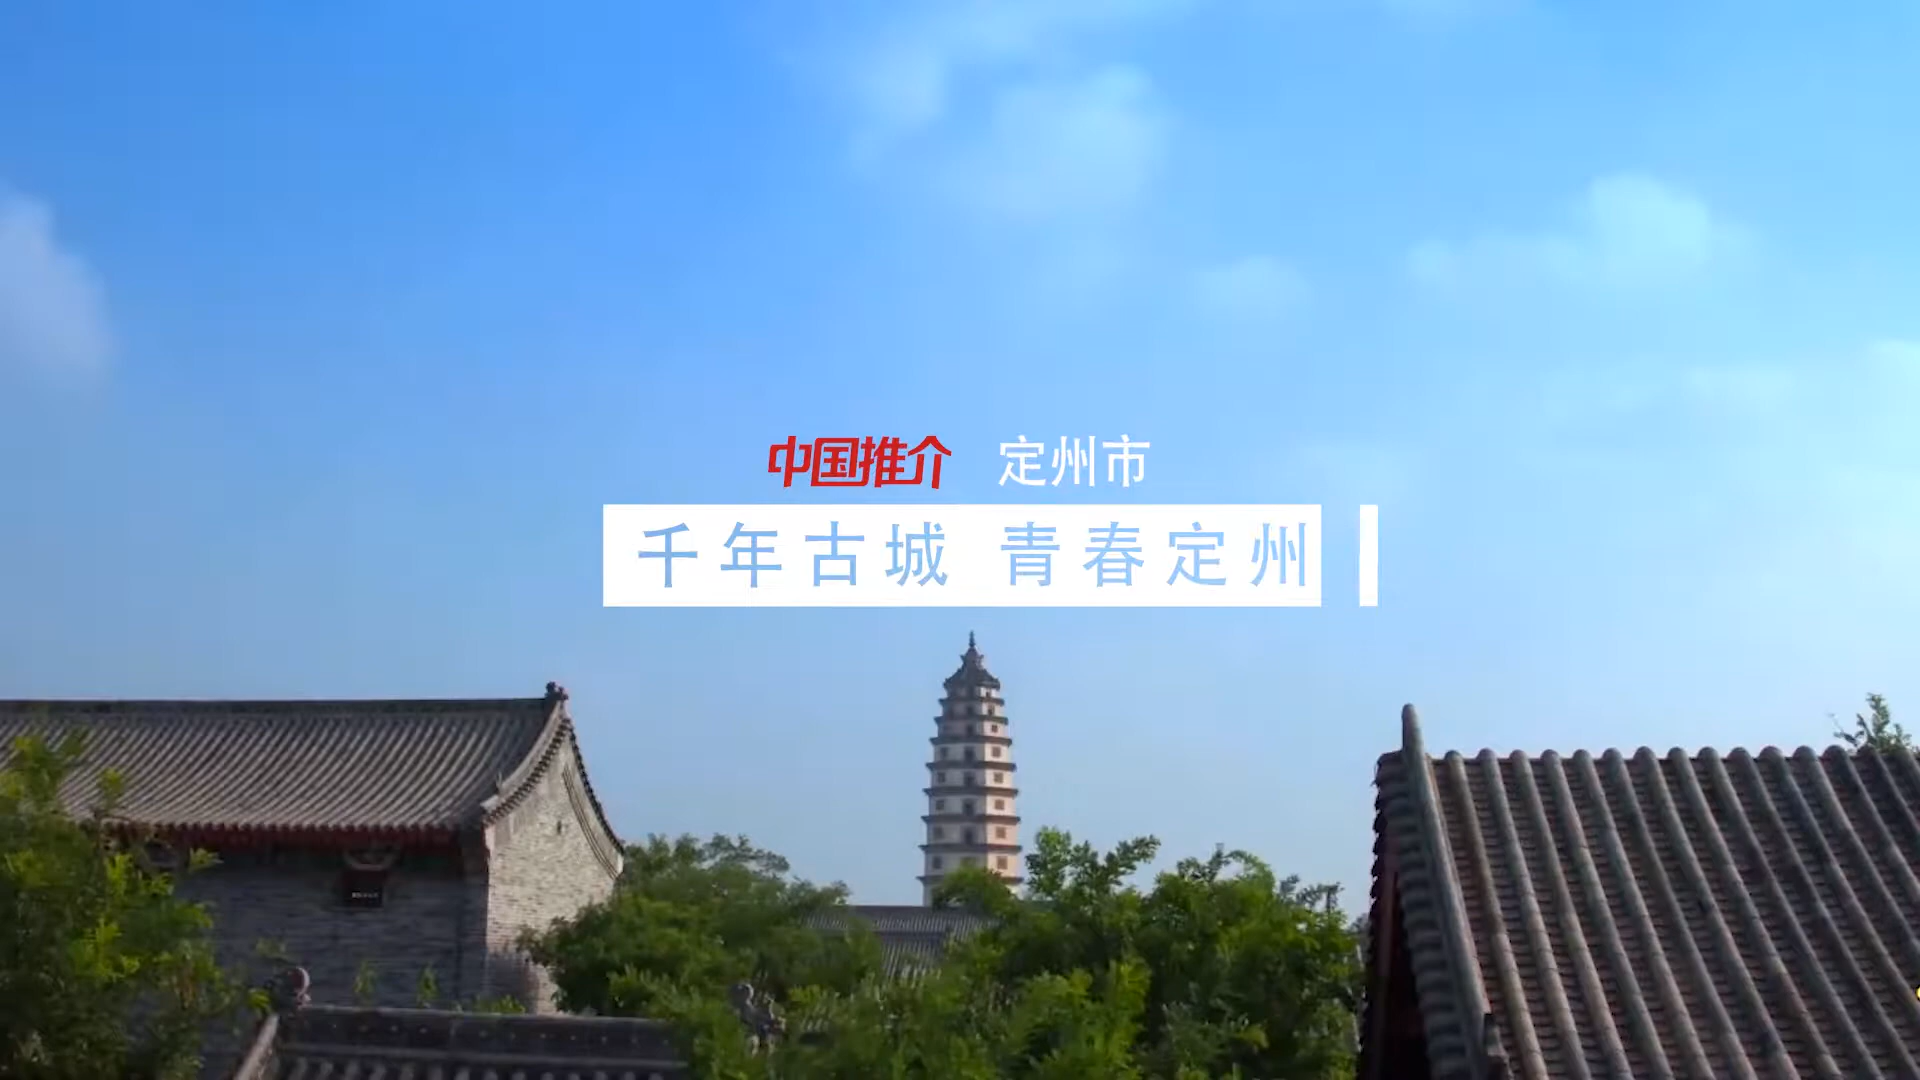 中国推介 定州市
千年古城 青春定州